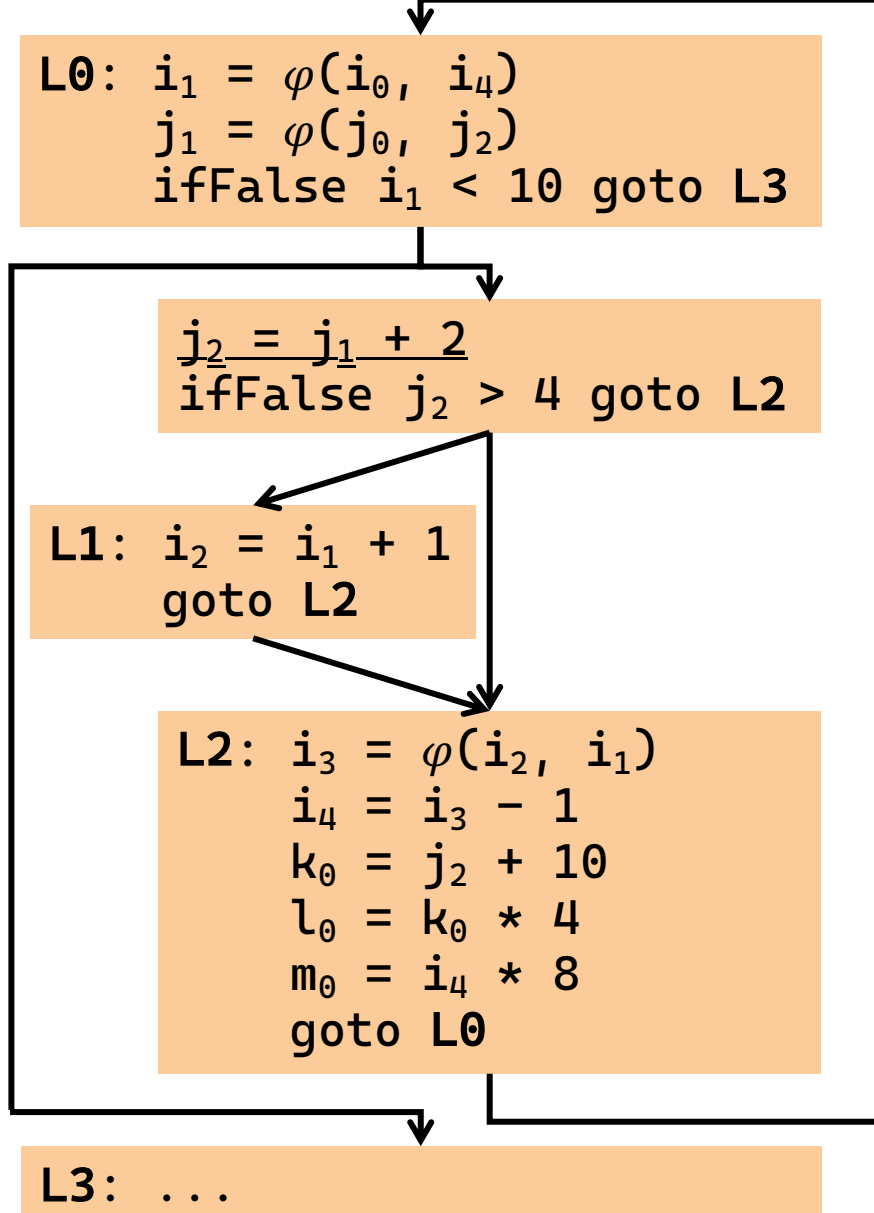 L0: i₁ = φ(i₀, i₄)
j₁ = φ(j₀, j₂)
ifFalse i₁ < 10 goto L3
j₂ = j₁ + 2
ifFalse j₂ > 4 goto L2
L1: i₂ = i₁ + 1
goto L2
L2: i₃ = φ(i₂, i₁)
i₄ = i₃ − 1
k₀ = j₂ + 10
l₀ = k₀ * 4
m₀ = i₄ * 8
goto L0
L3: ...